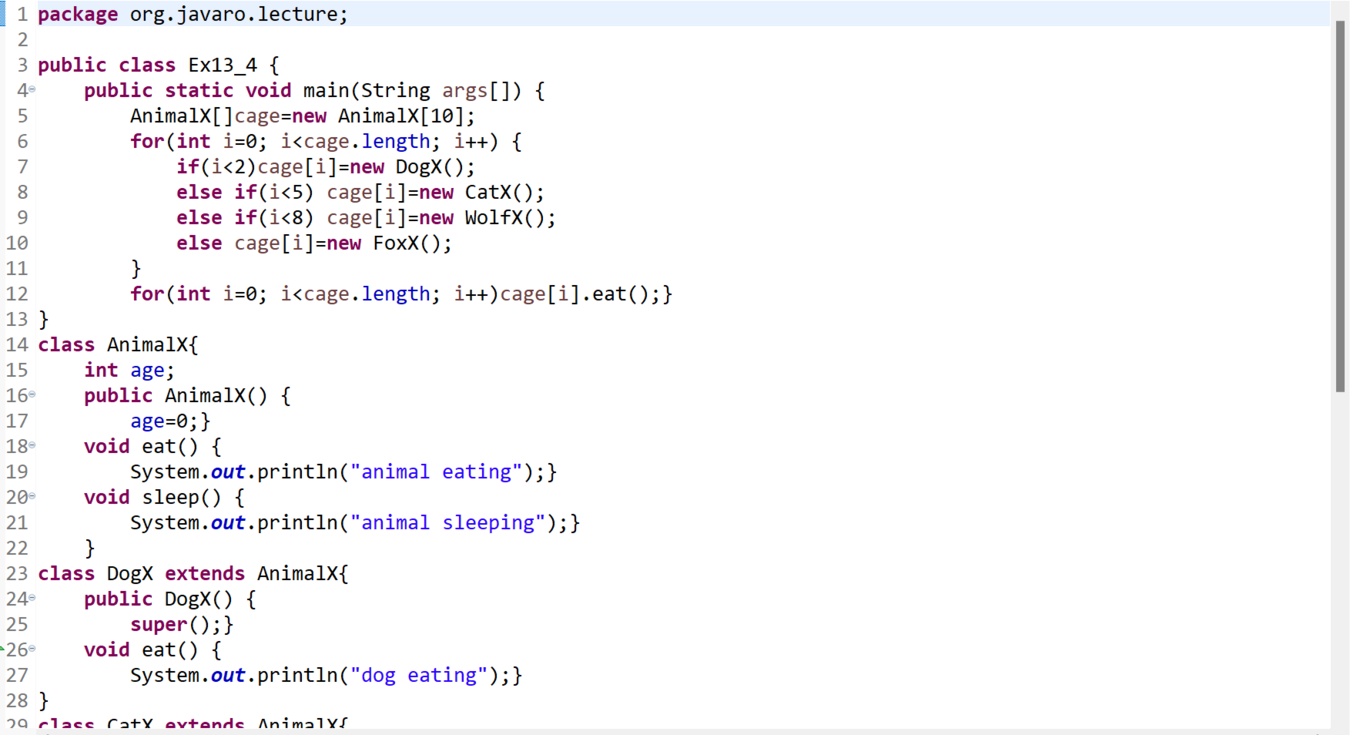 1 package org.javaro.lecture;
2
3 public class Ex13_4 {
4     public static void main(String args[]) {
5         AnimalX[]cage=new AnimalX[10];
6         for(int i=0; i<cage.length; i++) {
7             if(i<2)cage[i]=new DogX();
8             else if(i<5) cage[i]=new CatX();
9             else if(i<8) cage[i]=new WolfX();
10             else cage[i]=new FoxX();
11         }
12         for(int i=0; i<cage.length; i++)cage[i].eat();}
13 }
14 class AnimalX{
15     int age;
16     public AnimalX() {
17         age=0;}
18     void eat() {
19         System.out.println("animal eating");}
20     void sleep() {
21         System.out.println("animal sleeping");}
22     }
23 class DogX extends AnimalX{
24     public DogX() {
25         super();}
26     void eat() {
27         System.out.println("dog eating");}
28 }
29 class CatX extends AnimalX{